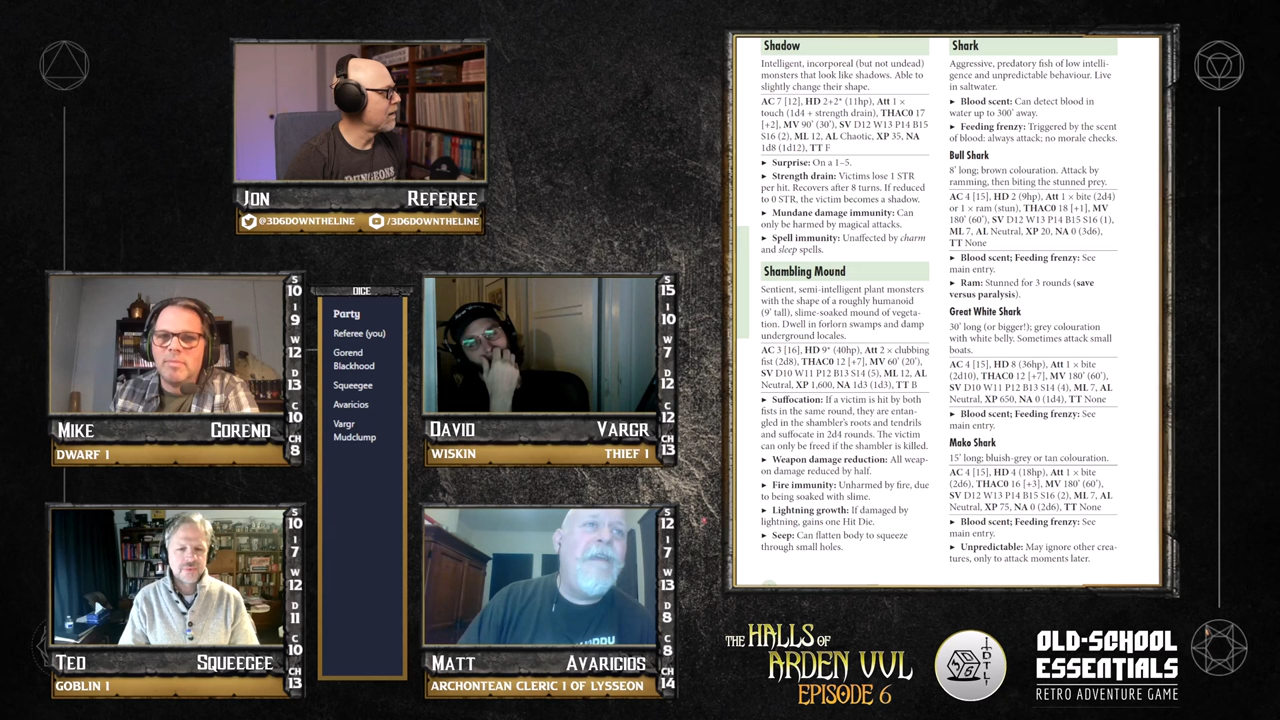 JON REFEREE
@3D6DOWNTHELINE /3D6DOWNTHELINE
MIKE GOREND
DWARF 1
S
10
I
9
W
12
D
13
C
10
CH
8
DICE
Party
Referee (you)
Gorend
Blackhood
Squeegee
Avaricios
Vargr
Mudclump
DAVID VARGR
WISKIN THIEF 1
S
15
I
10
W
7
D
12
C
12
CH
13
TED SQUEEGEE
GOBLIN 1
S
10
I
7
W
12
D
11
C
10
CH
13
MATT AVARICIOS
ARCHONTEAN CLERIC 1 OF LYSSEON
S
12
I
7
W
13
D
8
C
8
CH
14
Shadow
Intelligent, incorporeal (but not undead)
monsters that look like shadows. Able to
slightly change their shape.
AC 7 [12], HD 2+2* (11hp), Att 1 ×
touch (1d4 + strength drain), THAC0 17
[+2], MV 90' (30'), SV D12 W13 P14 B15
S16 (2), ML 12, AL Chaotic, XP 35, NA
1d8 (1d12), TT F
► Surprise: On a 1–5.
► Strength drain: Victims lose 1 STR
per hit. Recovers after 8 turns. If reduced
to 0 STR, the victim becomes a shadow.
► Mundane damage immunity: Can
only be harmed by magical attacks.
► Spell immunity: Unaffected by charm
and sleep spells.
Shambling Mound
Sentient, semi-intelligent plant monsters
with the shape of a roughly humanoid
(9' tall), slime-soaked mound of vegeta-
tion. Dwell in forlorn swamps and damp
underground locales.
AC 3 [16], HD 9* (40hp), Att 2 × clubbing
fist (2d8), THAC0 12 [+7], MV 60' (20'),
SV D10 W11 P12 B13 S14 (5), ML 12, AL
Neutral, XP 1,600, NA 1d3 (1d3), TT B
► Suffocation: If a victim is hit by both
fists in the same round, they are entan-
gled in the shambler's roots and tendrils
and suffocate in 2d4 rounds. The victim
can only be freed if the shambler is killed.
► Weapon damage reduction: All weap-
on damage reduced by half.
► Fire immunity: Unharmed by fire, due
to being soaked with slime.
► Lightning growth: If damaged by
lightning, gains one Hit Die.
► Seep: Can flatten body to squeeze
through small holes.
Shark
Aggressive, predatory fish of low intelli-
gence and unpredictable behaviour. Live
in saltwater.
► Blood scent: Can detect blood in
water up to 300' away.
► Feeding frenzy: Triggered by the scent
of blood: always attack; no morale checks.
Bull Shark
8' long; brown colouration. Attack by
ramming, then biting the stunned prey.
AC 4 [15], HD 2 (9hp), Att 1 × bite (2d4)
or 1 × ram (stun), THAC0 18 [+1], MV
180' (60'), SV D12 W13 P14 B15 S16 (1),
ML 7, AL Neutral, XP 20, NA 0 (3d6),
TT None
► Blood scent; Feeding frenzy: See
main entry.
► Ram: Stunned for 3 rounds (save
versus paralysis).
Great White Shark
30' long (or bigger!); grey colouration
with white belly. Sometimes attack small
boats.
AC 4 [15], HD 8 (36hp), Att 1 × bite
(2d10), THAC0 12 [+7], MV 180' (60'),
SV D10 W11 P12 B13 S14 (4), ML 7, AL
Neutral, XP 650, NA 0 (1d4), TT None
► Blood scent; Feeding frenzy: See
main entry.
Mako Shark
15' long; bluish-grey or tan colouration.
AC 4 [15], HD 4 (18hp), Att 1 × bite
(2d6), THAC0 16 [+3], MV 180' (60'),
SV D12 W13 P14 B15 S16 (2), ML 7, AL
Neutral, XP 75, NA 0 (2d6), TT None
► Blood scent; Feeding frenzy: See
main entry.
► Unpredictable: May ignore other crea-
tures, only to attack moments later.
THE HALLS OF
ARDEN VUL
EPISODE 6
OLD-SCHOOL
ESSENTIALS
RETRO ADVENTURE GAME